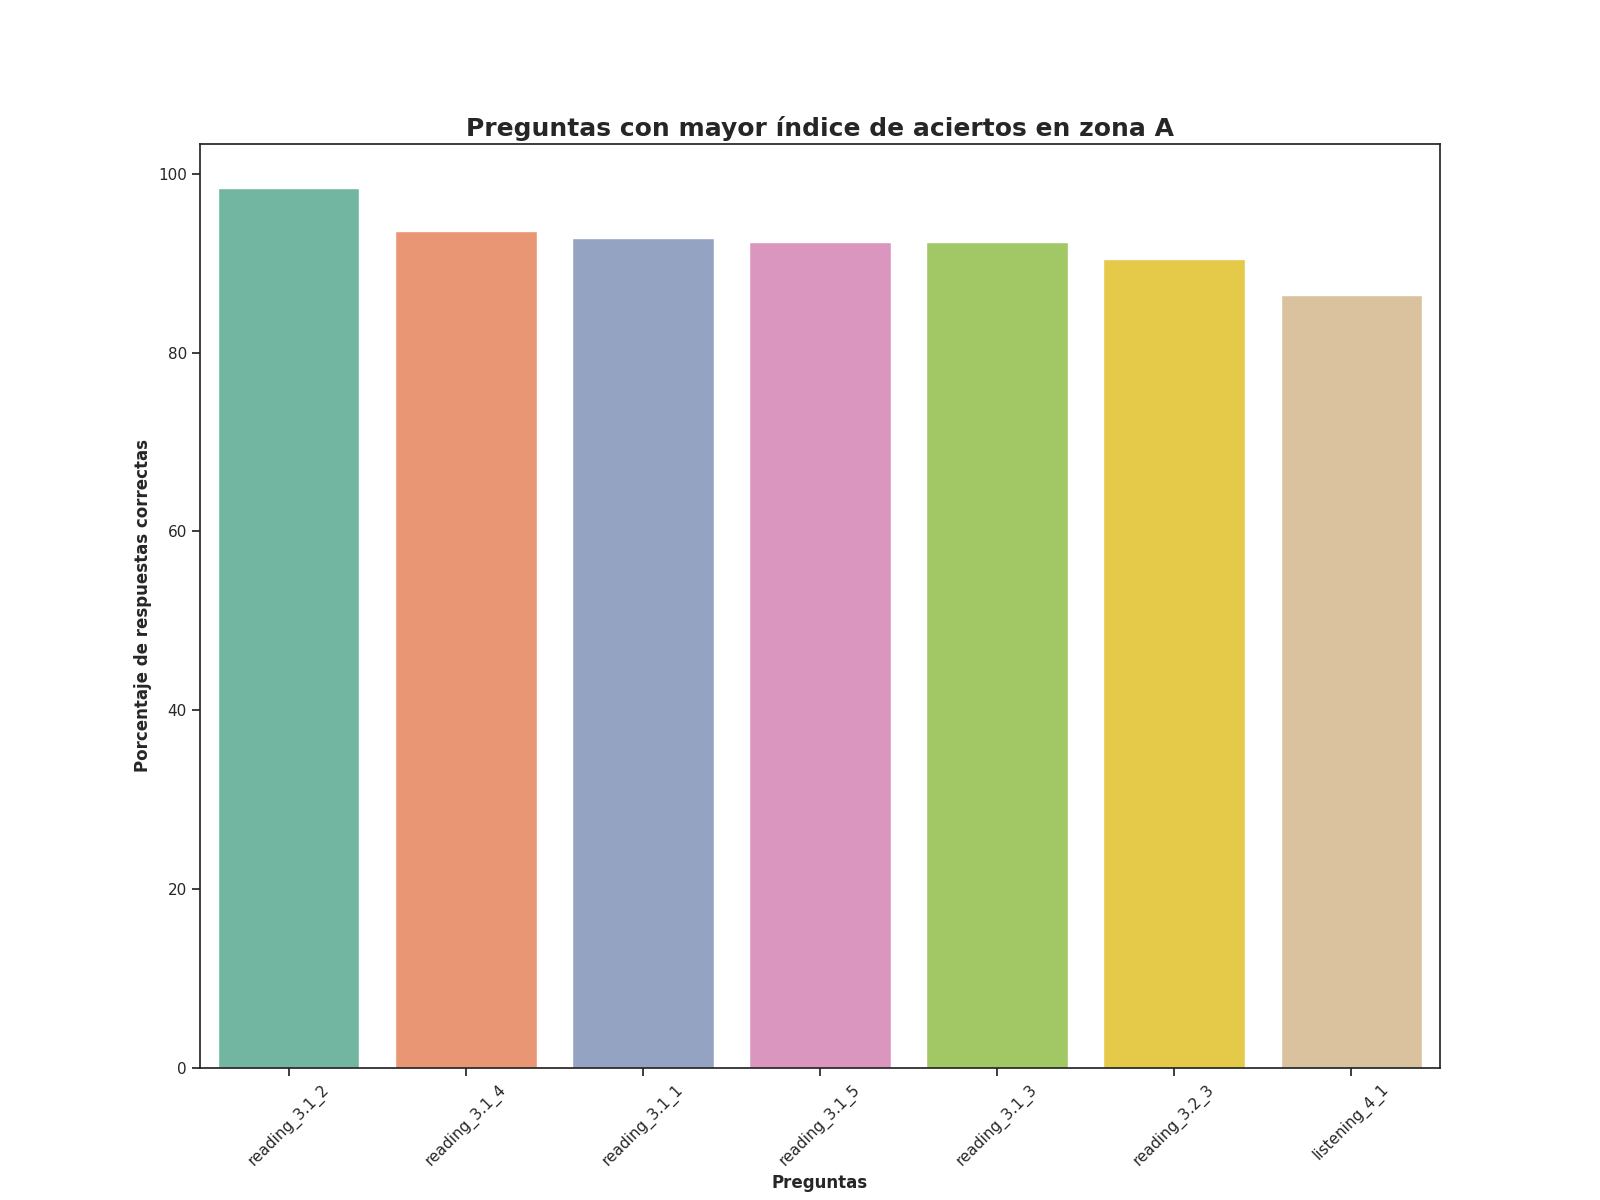 Preguntas con mayor índice de aciertos en zona A
Porcentaje de respuestas correctas
100
80
60
40
20
0
reading_3.1_2
reading_3.1_4
reading_3.1_1
reading_3.1_5
reading_3.1_3
reading_3.2_3
listening_4_1
Preguntas